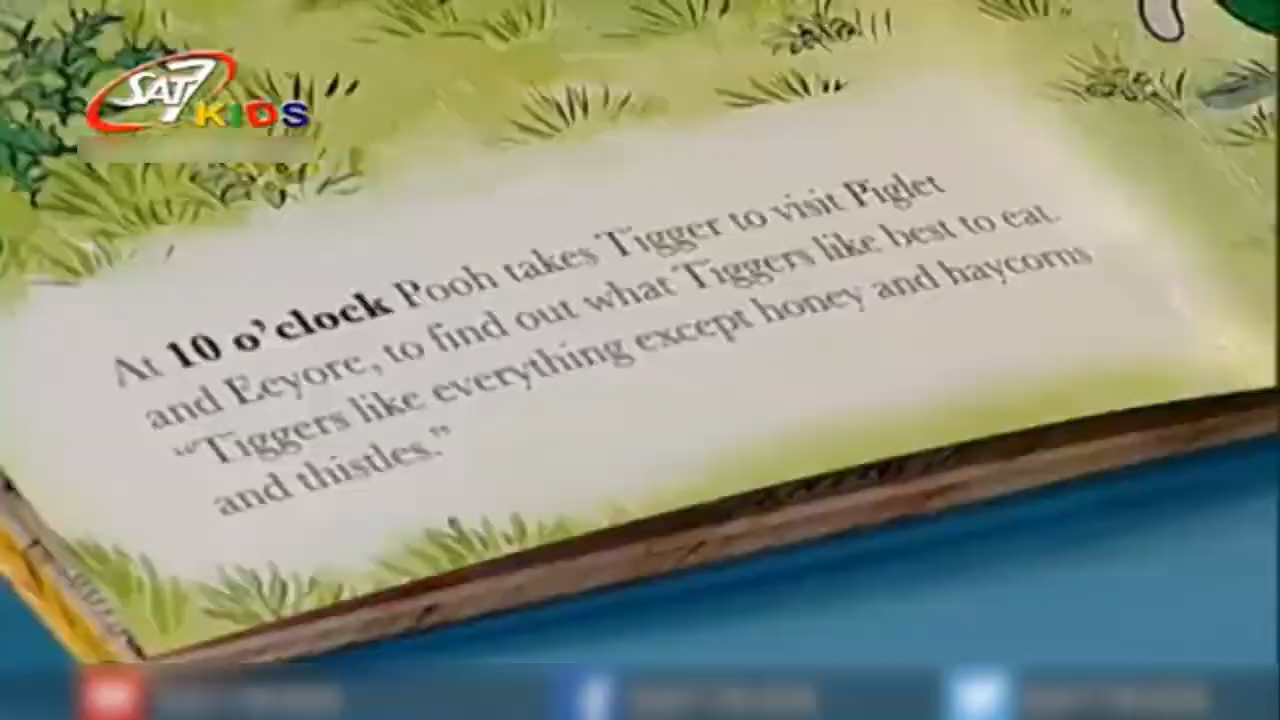 SAT7
KIDS
At 10 o'clock Pooh takes Tigger to visit Piglet
and Eeyore, to find out what Tiggers like best to eat.
“Tiggers like everything except honey and haycorns
and thistles.”